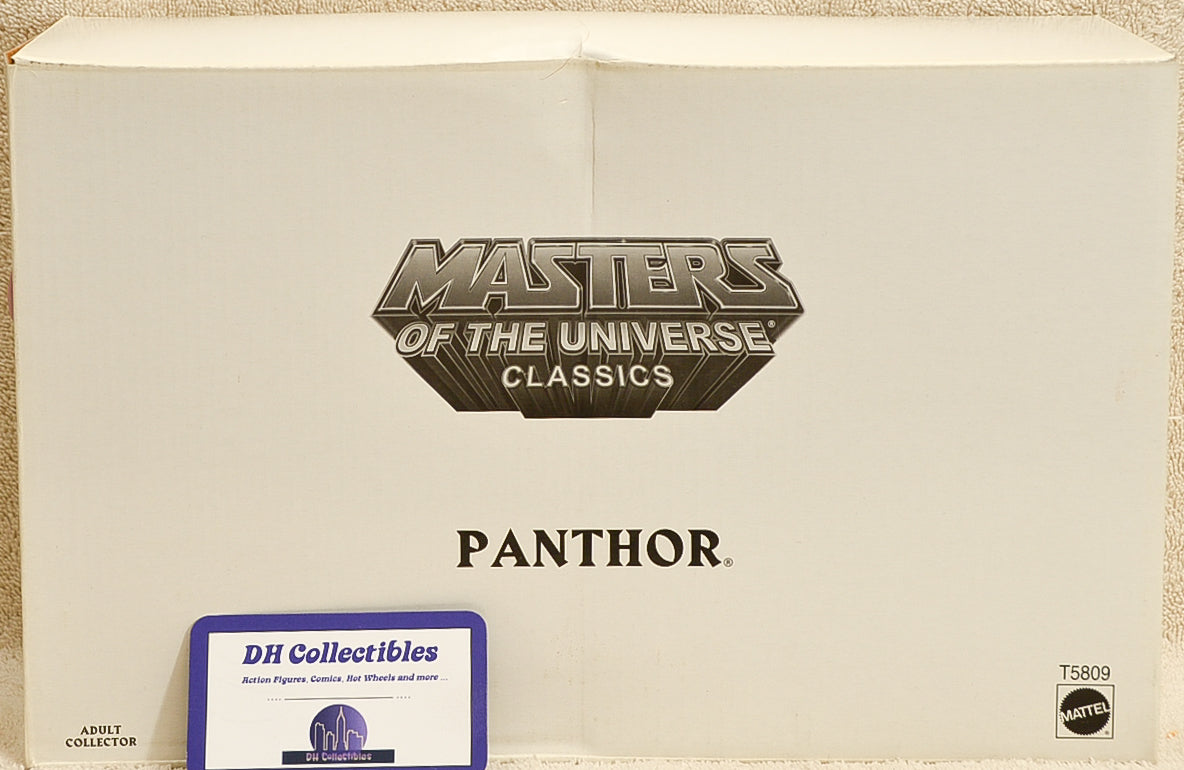 MASTERS
OF THE UNIVERSE®
CLASSICS
PANTHOR®
DH Collectibles
Action Figures, Comics, Hot Wheels and more ...
DH Collectibles
ADULT
COLLECTOR
T5809
MATTEL®